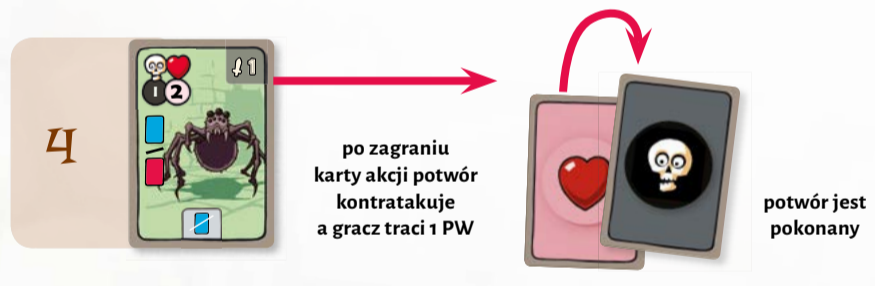 4
1
1 2
po zagraniu
karty akcji potwór
kontratakuje
a gracz traci 1 PW
potwór jest
pokonany